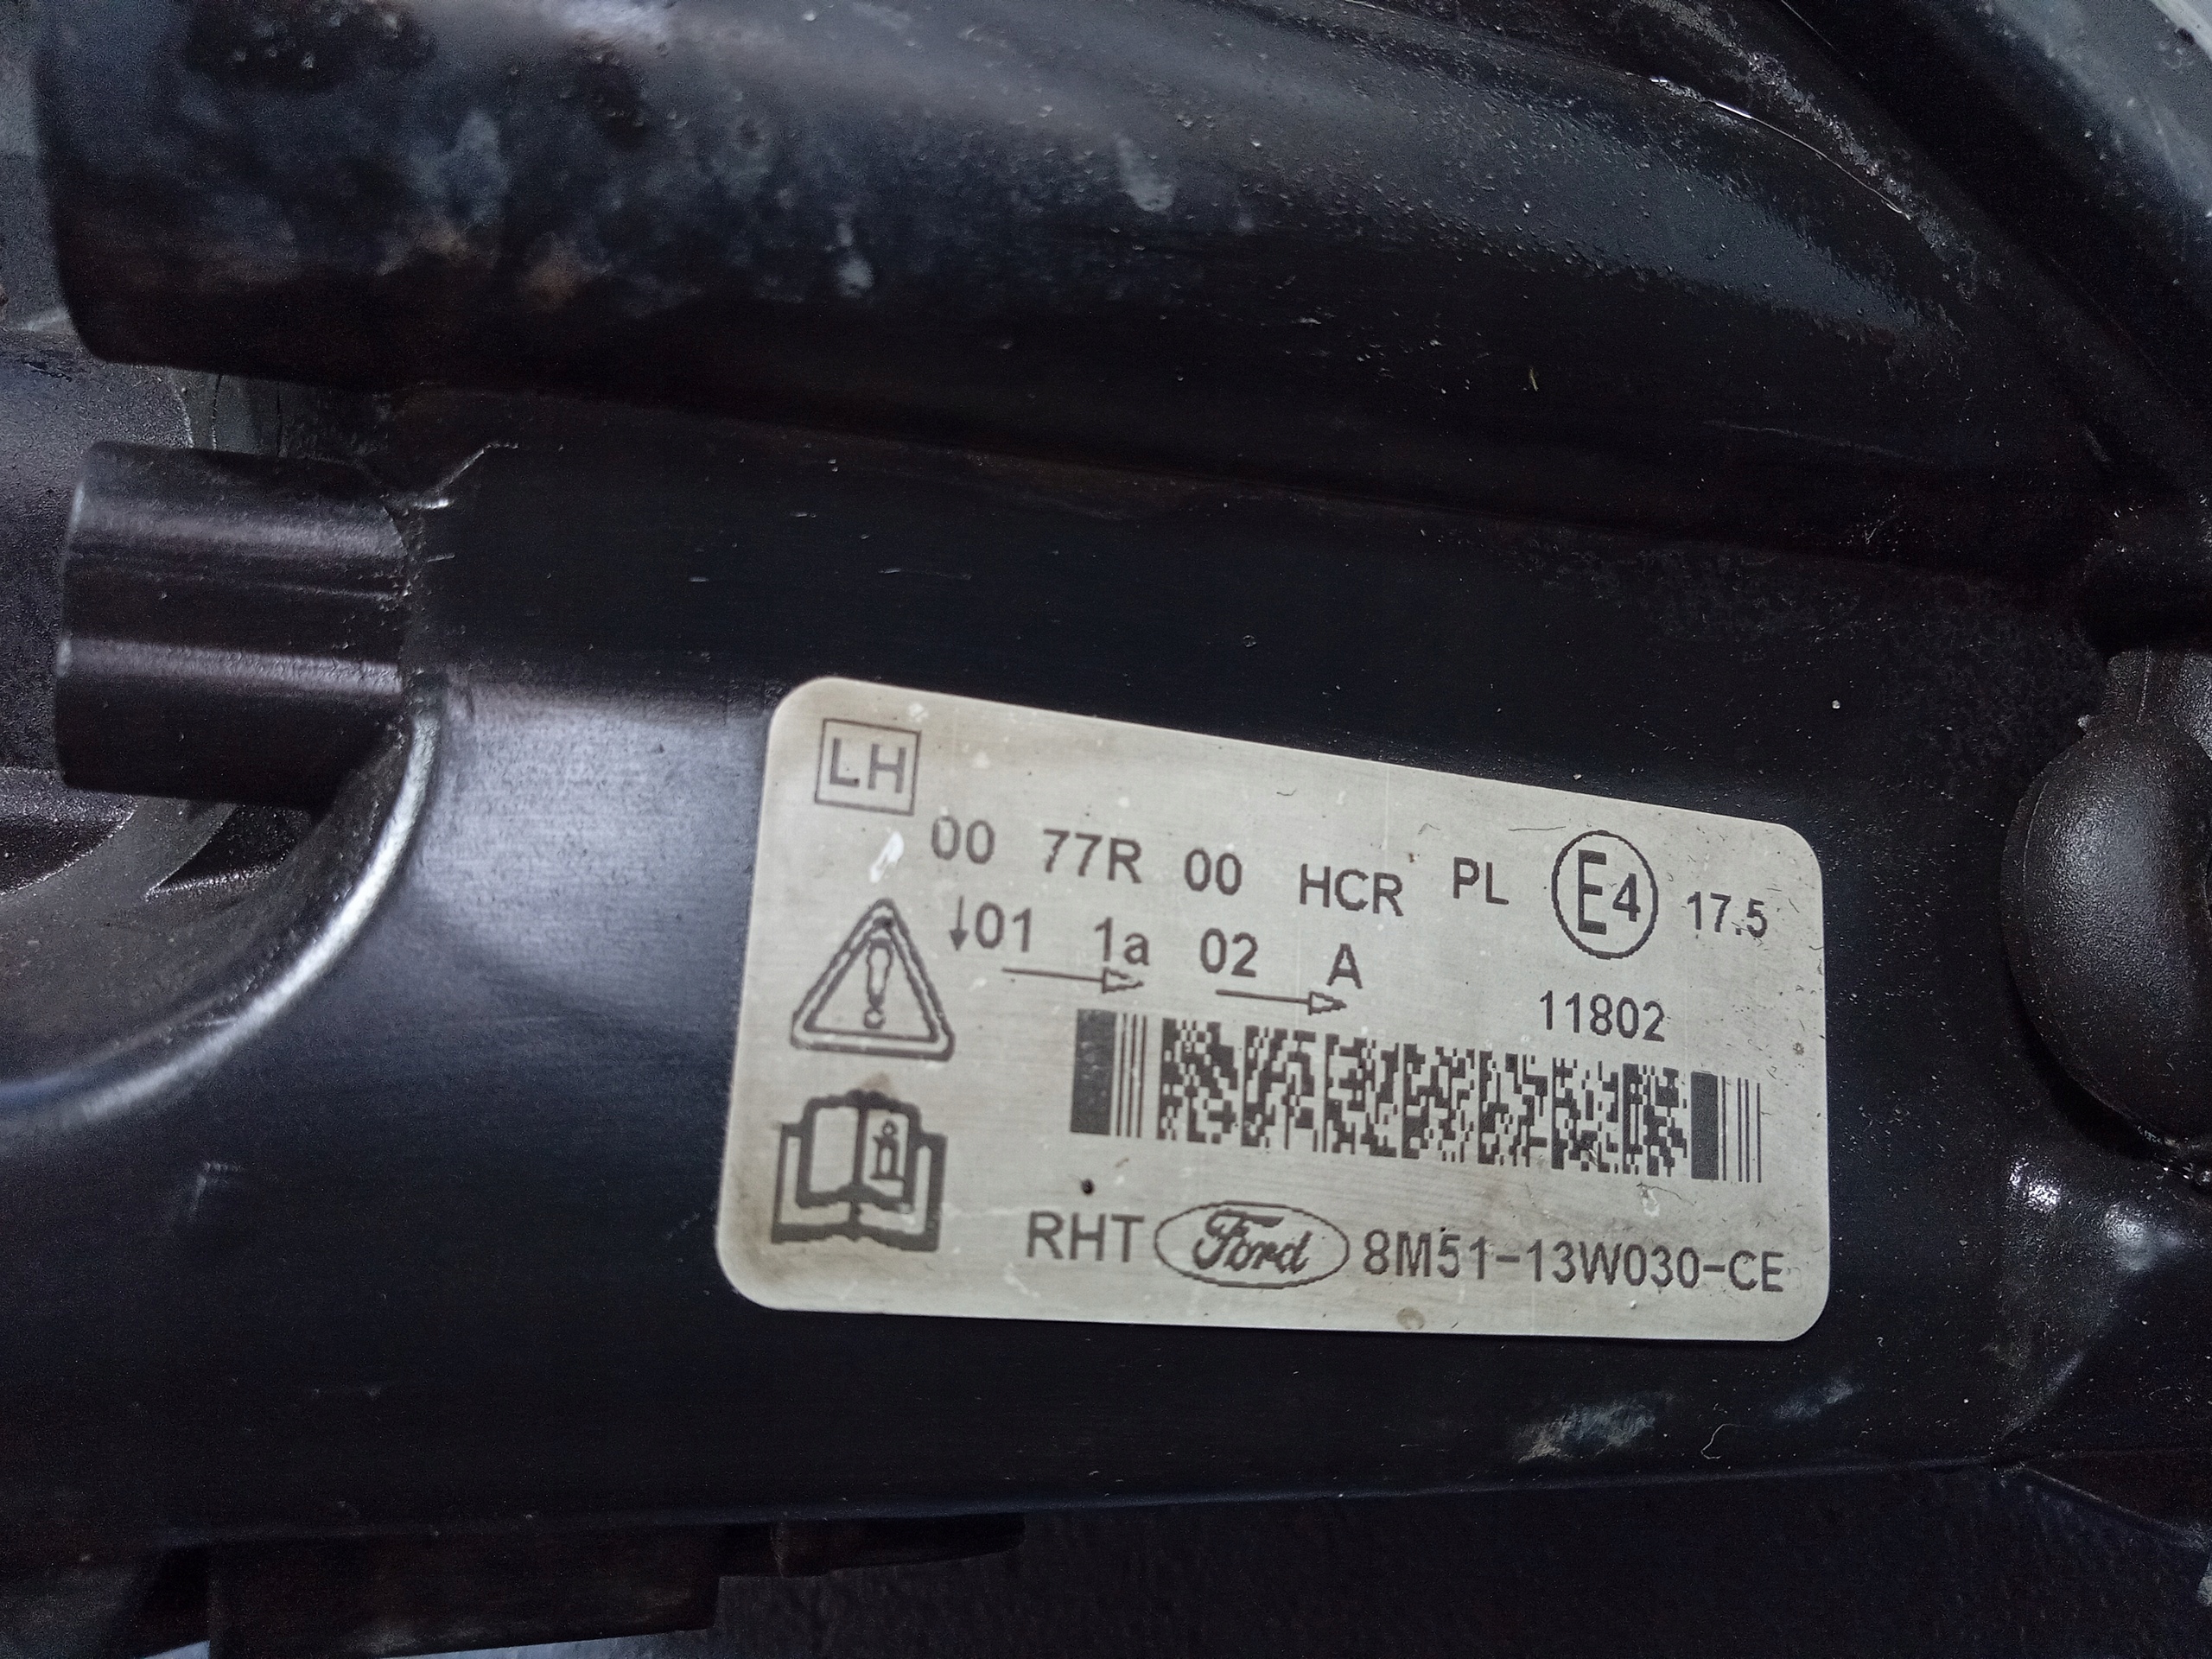 LH
00 77R 00 HCR PL E4 17.5
↓01 1a 02 A
11802
RHT Ford 8M51-13W030-CE